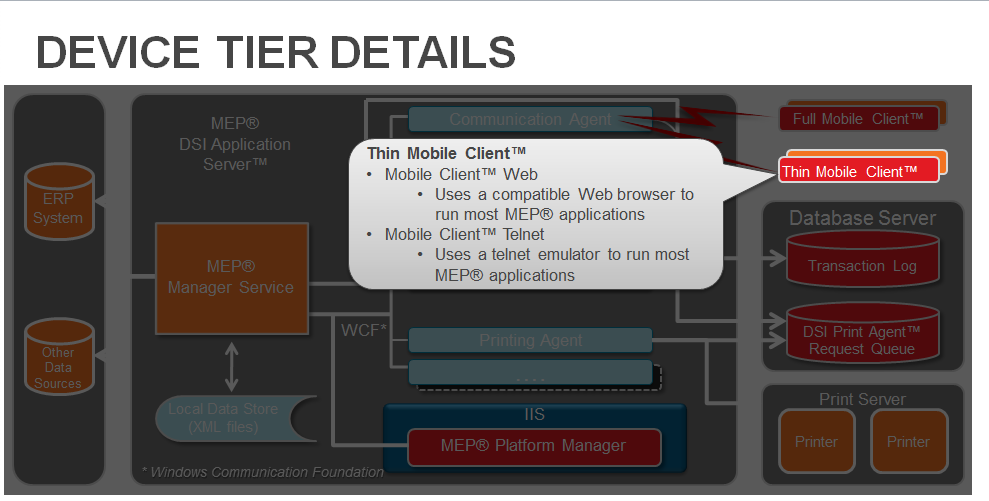 DEVICE TIER DETAILS
MEP®
DSI Application
Server™
Communication Agent
Full Mobile Client™
Thin Mobile Client™
Thin Mobile Client™
• Mobile Client™ Web
• Uses a compatible Web browser to
run most MEP® applications
• Mobile Client™ Telnet
• Uses a telnet emulator to run most
MEP® applications
ERP
System
MEP®
Manager Service
Database Server
Transaction Log
DSI Print Agent™
Request Queue
WCF*
Printing Agent
. . . .
Other
Data
Sources
Local Data Store
(XML files)
IIS
MEP® Platform Manager
Print Server
Printer
Printer
* Windows Communication Foundation